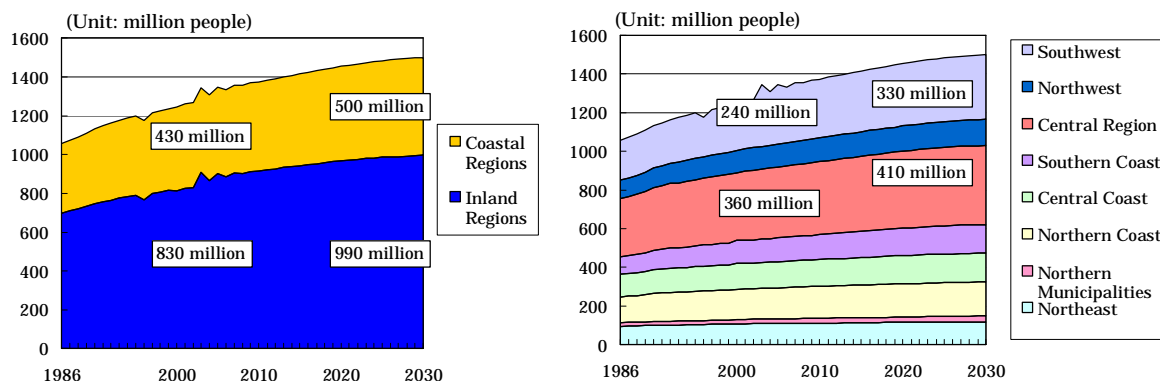 (Unit: million people)
1600
1400
1200
1000
800
600
400
200
0
1986
2000
2010
2020
2030
430 million
500 million
830 million
990 million
Coastal
Regions
Inland
Regions
(Unit: million people)
1600
1400
1200
1000
800
600
400
200
0
1986
2000
2010
2020
2030
240 million
330 million
360 million
410 million
Southwest
Northwest
Central Region
Southern Coast
Central Coast
Northern Coast
Northern
Municipalities
Northeast